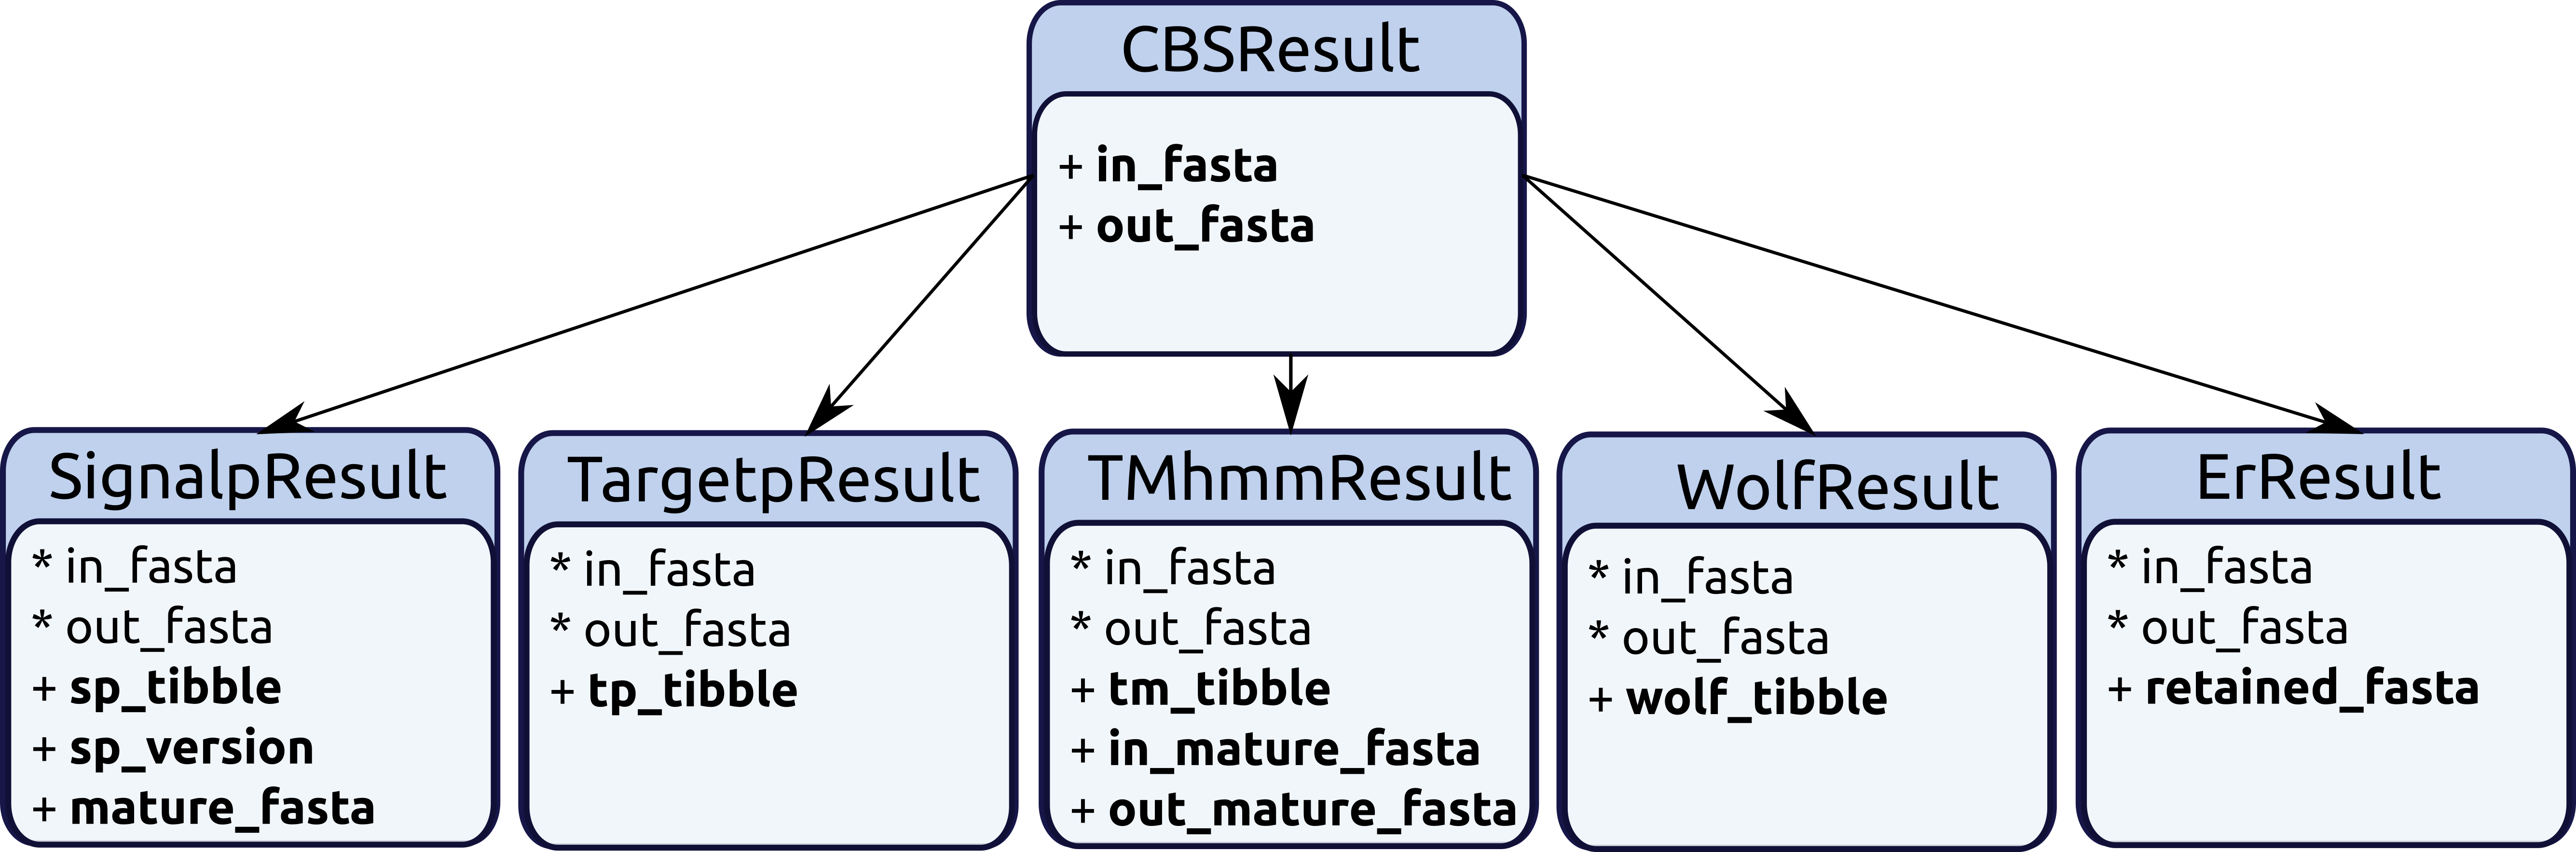 CBSResult
+ in_fasta
+ out_fasta
SignalpResult
* in_fasta
* out_fasta
+ sp_tibble
+ sp_version
+ mature_fasta
TargetpResult
* in_fasta
* out_fasta
+ tp_tibble
TMhmmResult
* in_fasta
* out_fasta
+ tm_tibble
+ in_mature_fasta
+ out_mature_fasta
WolfResult
* in_fasta
* out_fasta
+ wolf_tibble
ErResult
* in_fasta
* out_fasta
+ retained_fasta